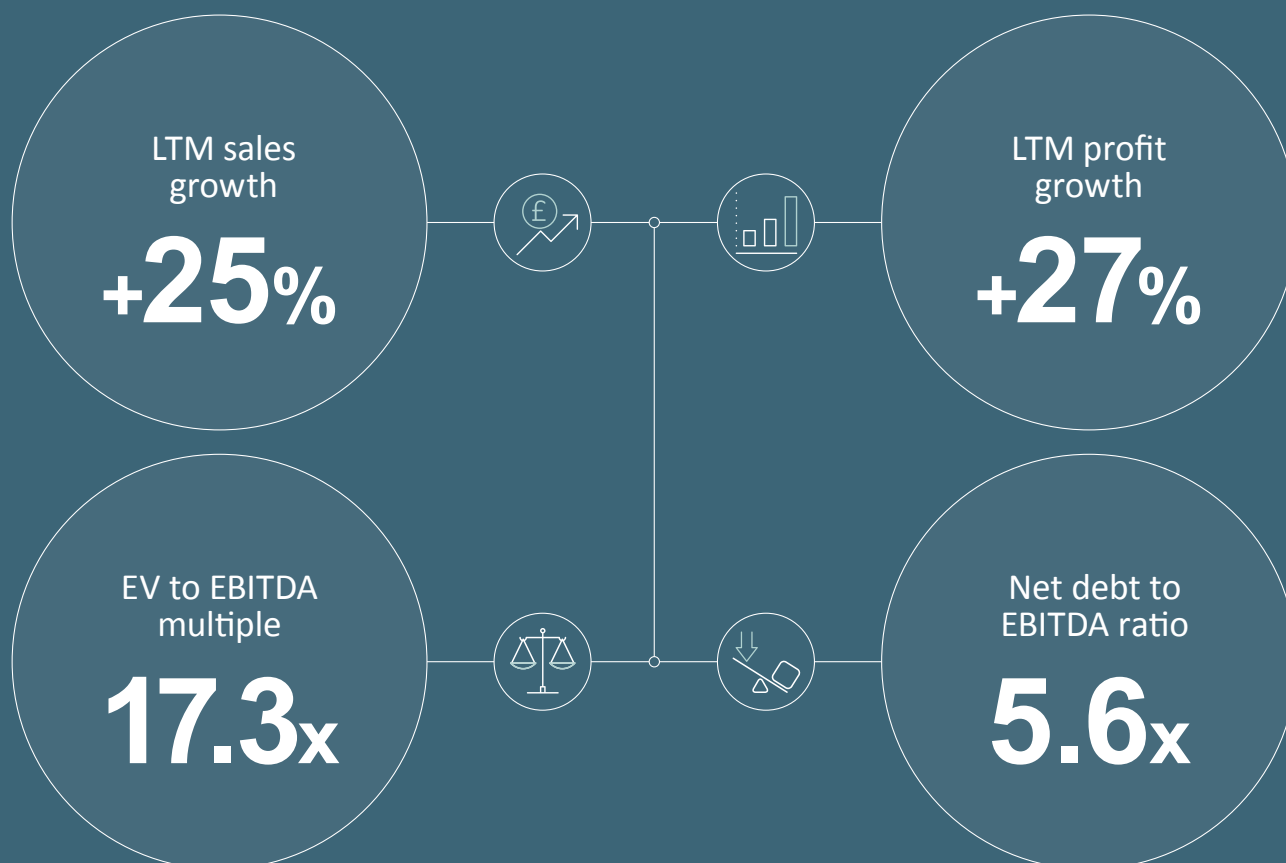 LTM sales
growth
+25%
£
LTM profit
growth
+27%
EV to EBITDA
multiple
17.3x
Net debt to
EBITDA ratio
5.6x